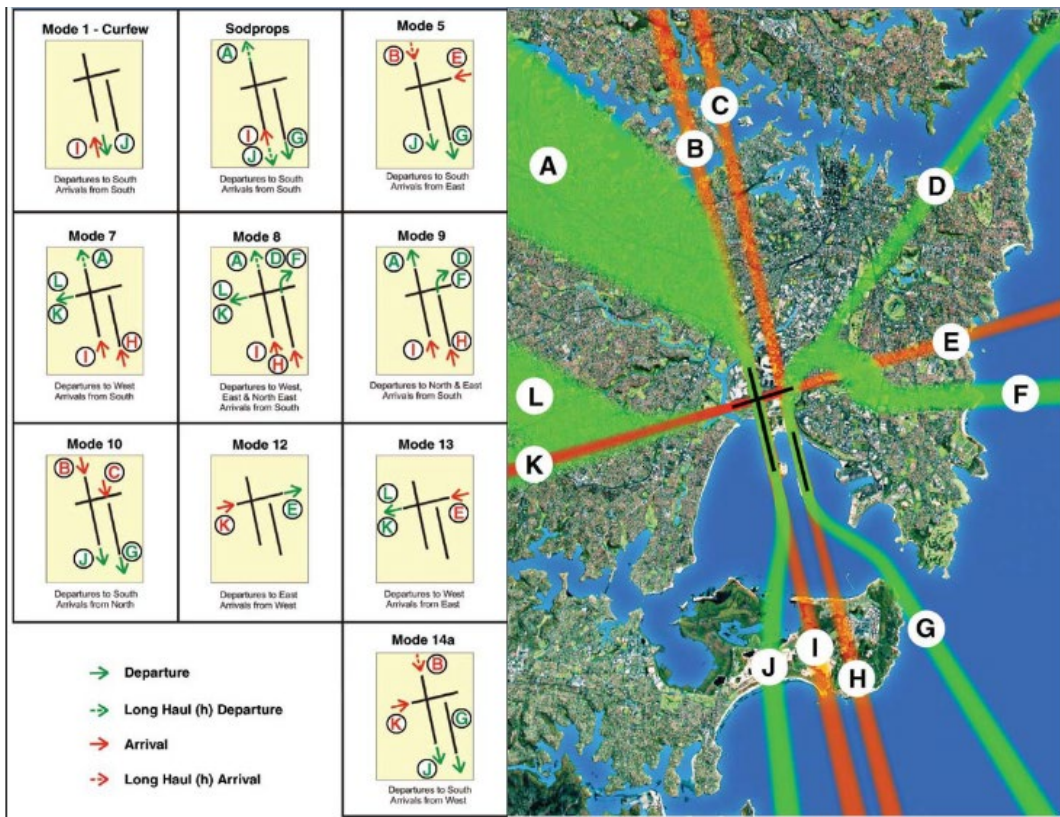 Mode 1 - Curfew
I
J
Departures to South
Arrivals from South
Sodprops
A
I
J
G
Departures to South
Arrivals from South
Mode 5
B
E
J
G
Departures to South
Arrivals from East
Mode 7
A
L
K
I
H
Departures to West
Arrivals from South
Mode 8
A
D
F
L
K
I
H
Departures to West,
East & North East
Arrivals from South
Mode 9
A
D
F
I
H
Departures to North & East
Arrivals from South
Mode 10
B
C
J
G
Departures to South
Arrivals from North
Mode 12
K
E
Departures to East
Arrivals from West
Mode 13
L
K
E
Departures to West
Arrivals from East
Mode 14a
B
K
G
J
Departures to South
Arrivals from West
Departure
Long Haul (h) Departure
Arrival
Long Haul (h) Arrival
A
B
C
D
E
F
L
K
G
I
J
H